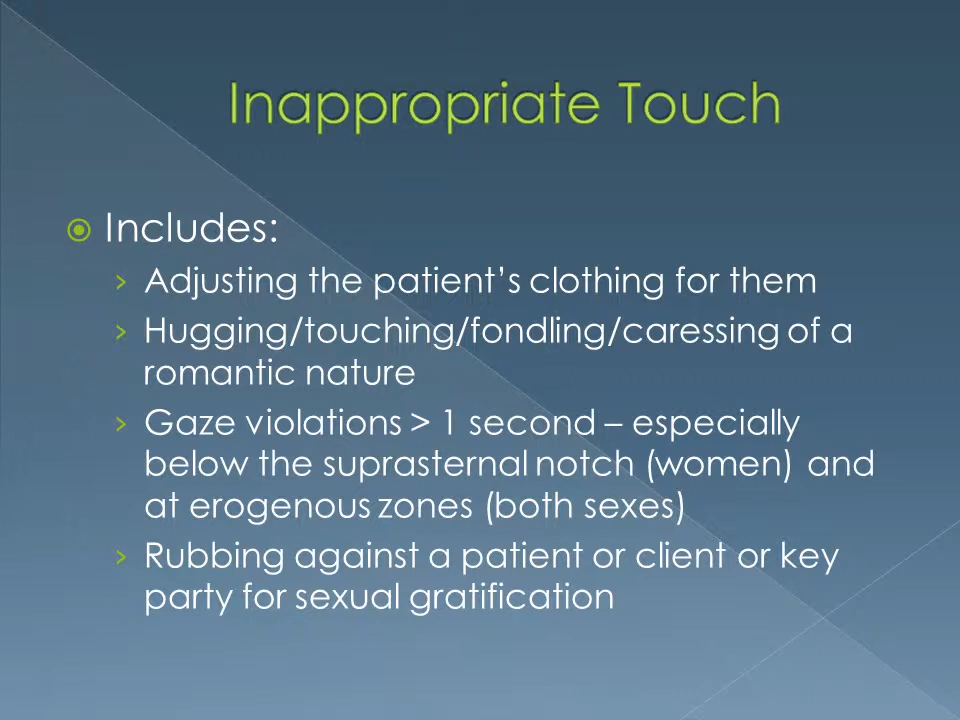 Inappropriate Touch
Includes:
› Adjusting the patient’s clothing for them
› Hugging/touching/fondling/caressing of a
romantic nature
› Gaze violations > 1 second – especially
below the suprasternal notch (women) and
at erogenous zones (both sexes)
› Rubbing against a patient or client or key
party for sexual gratification